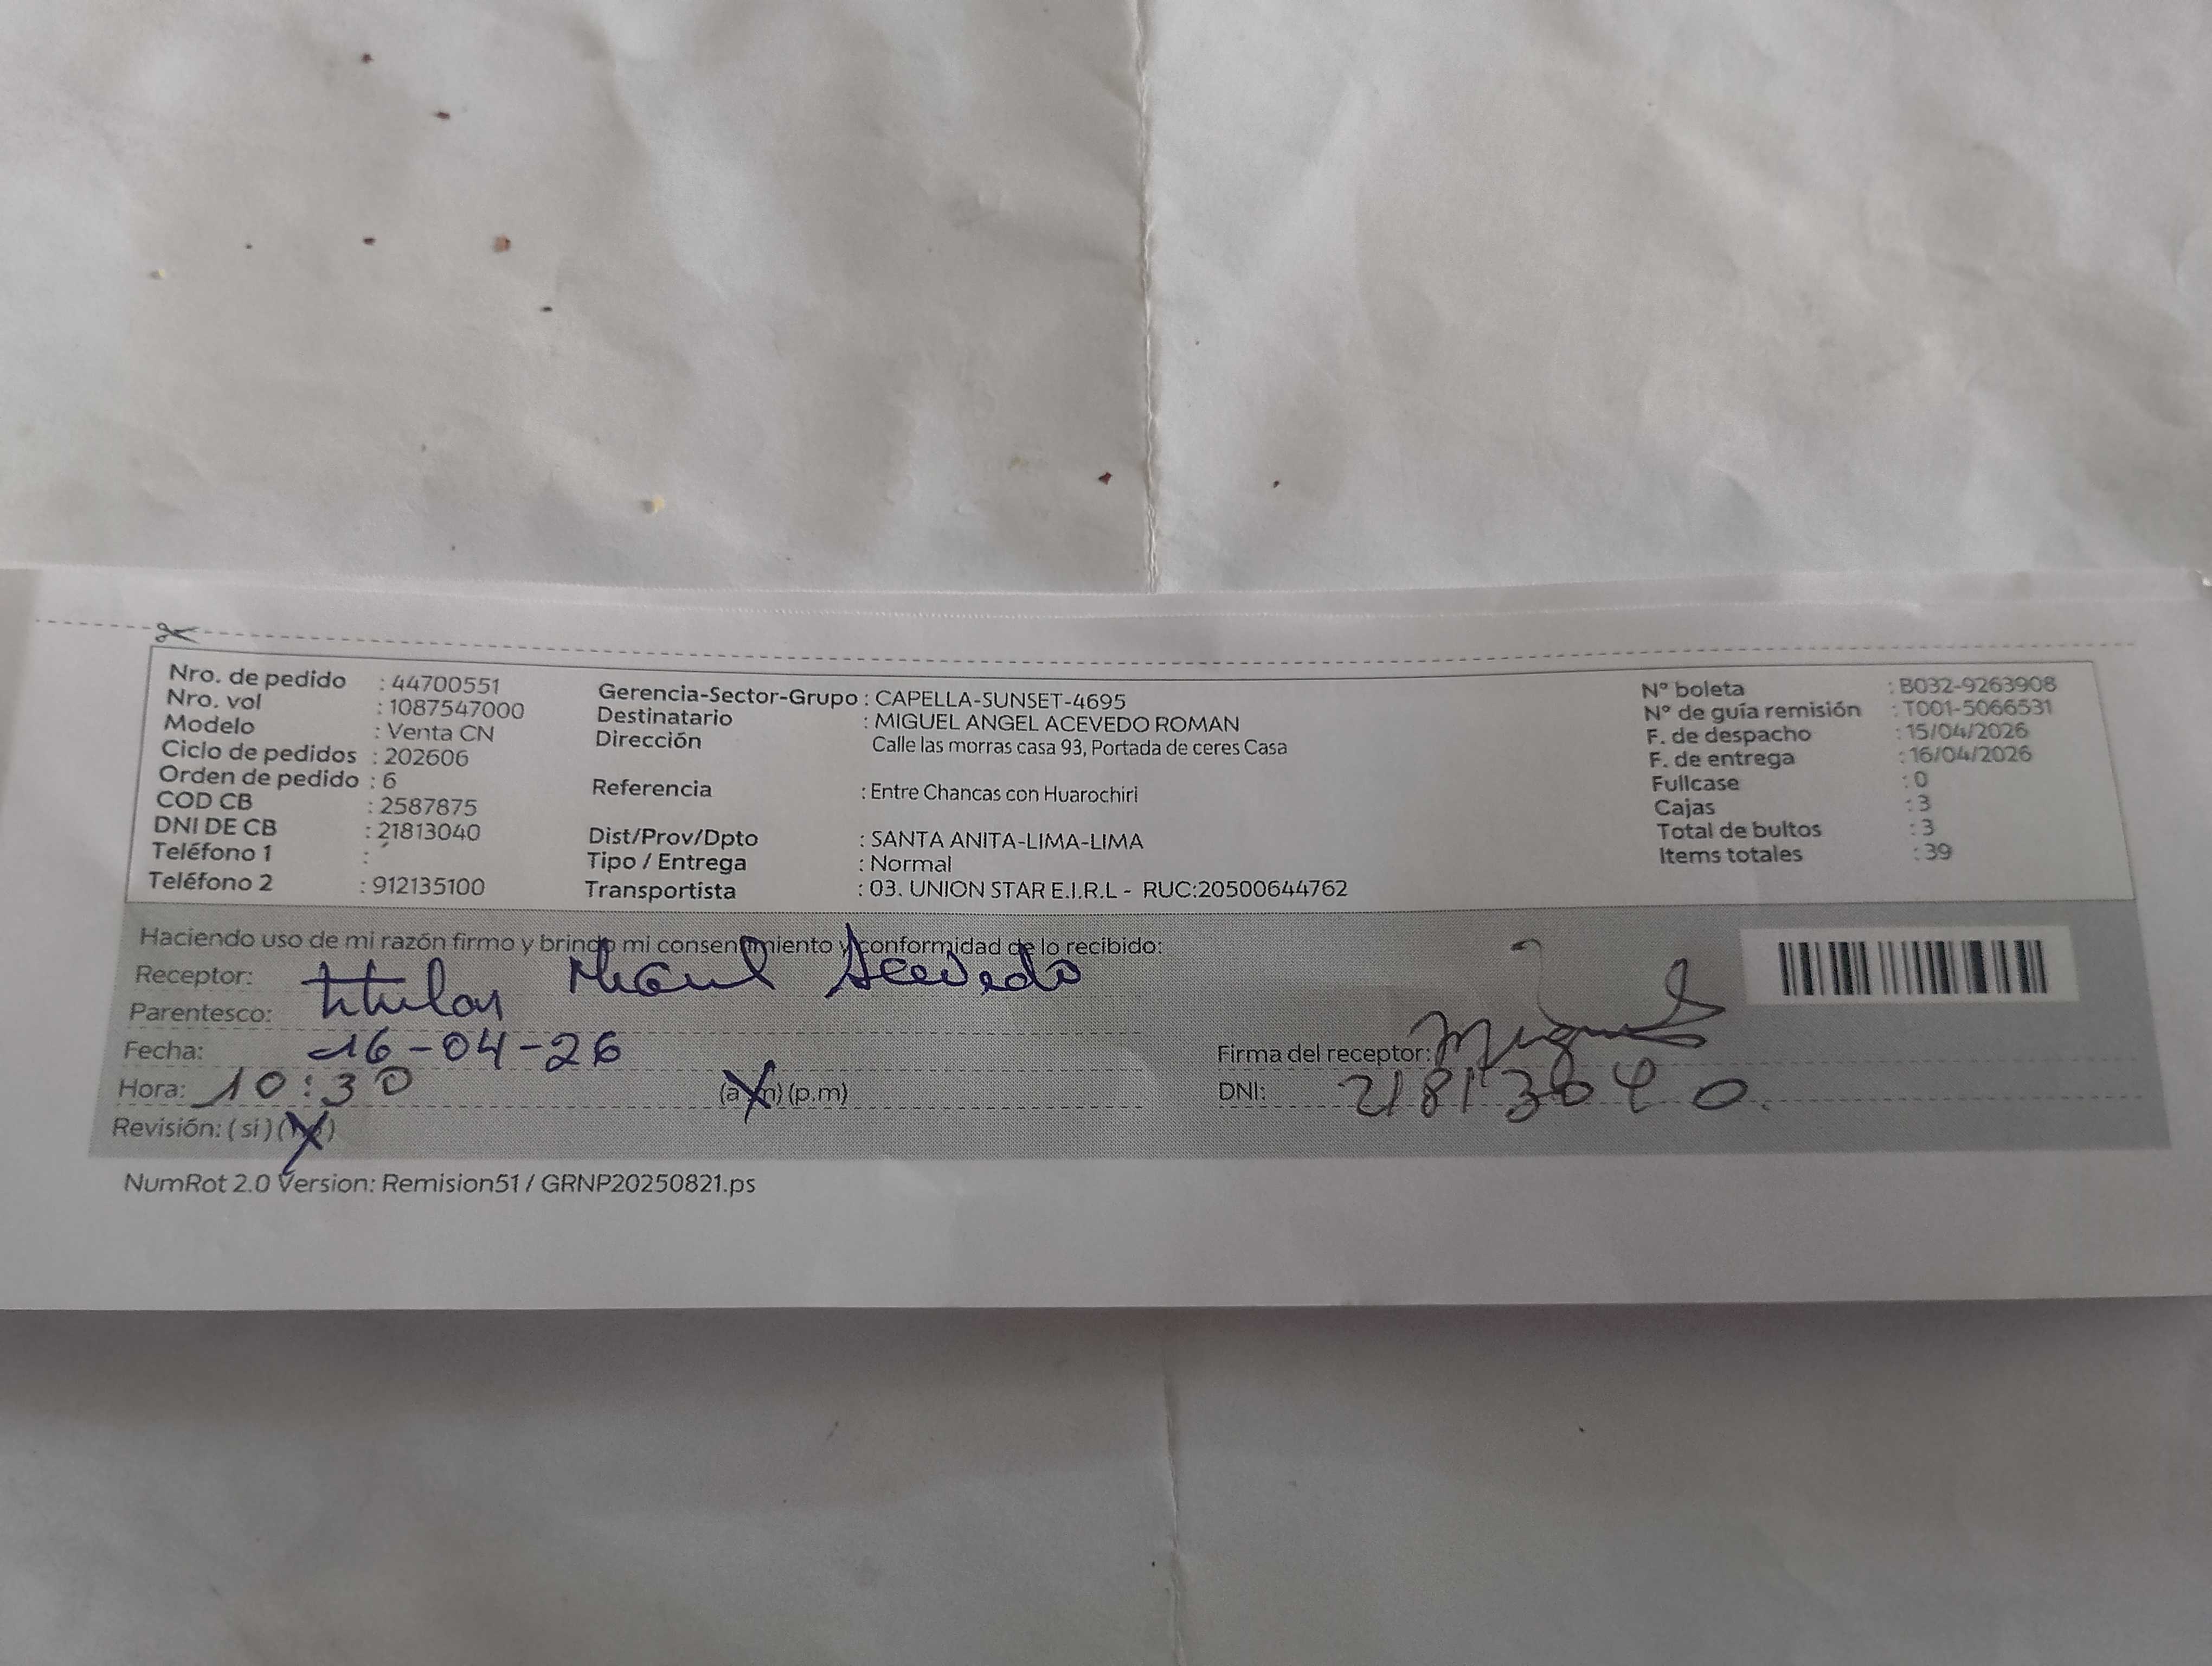 Nro. de pedido : 44700551
Nro. vol : 1087547000
Modelo : Venta CN
Ciclo de pedidos : 202606
Orden de pedido : 6
COD CB : 2587875
DNI DE CB : 21813040
Teléfono 1 :
Teléfono 2 : 912135100
Gerencia-Sector-Grupo : CAPELLA-SUNSET-4695
Destinatario : MIGUEL ANGEL ACEVEDO ROMAN
Dirección Calle las morras casa 93, Portada de ceres Casa
Referencia : Entre Chancas con Huarochiri
Dist/Prov/Dpto : SANTA ANITA-LIMA-LIMA
Tipo / Entrega : Normal
Transportista : 03. UNION STAR E.I.R.L - RUC:20500644762
N° boleta : B032-9263908
N° de guía remisión : T001-5066531
F. de despacho : 15/04/2026
F. de entrega : 16/04/2026
Fullcase : 0
Cajas : 3
Total de bultos : 3
Items totales : 39
Haciendo uso de mi razón firmo y brindo mi consentimiento y conformidad de lo recibido:
Receptor: Acevedo
Parentesco: titular
Fecha: 16-04-26
Hora: 10:30 (a.m) (p.m)
Revisión: (si) (no)
Firma del receptor: Miguel
DNI: 21813040.
NumRot 2.0 Version: Remision51 / GRNP20250821.ps